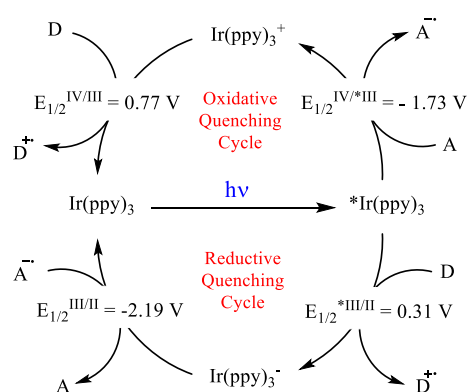 D
Ir(ppy)₃⁺
A⁻•
E₁/₂ᴵⱽ/ᴵᴵᴵ = 0.77 V
Oxidative
Quenching
Cycle
E₁/₂ᴵⱽ/*ᴵᴵᴵ = - 1.73 V
D⁺•
A
Ir(ppy)₃
hν
*Ir(ppy)₃
A⁻•
Reductive
Quenching
Cycle
D
E₁/₂ᴵᴵᴵ/ᴵᴵ = -2.19 V
E₁/₂*ᴵᴵᴵ/ᴵᴵ = 0.31 V
A
Ir(ppy)₃⁻
D⁺•